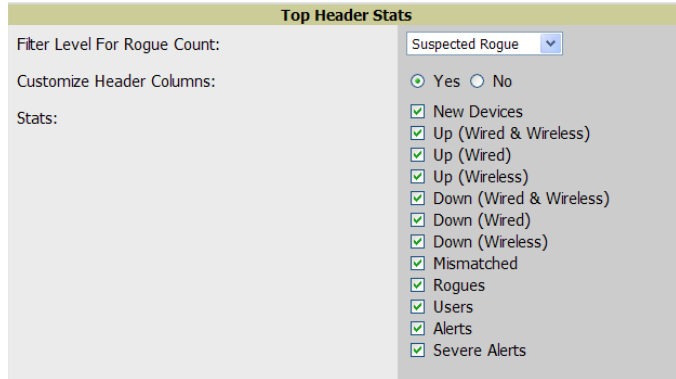 Top Header Stats
Filter Level For Rogue Count: Suspected Rogue
Customize Header Columns: Yes No
Stats: New Devices
Up (Wired & Wireless)
Up (Wired)
Up (Wireless)
Down (Wired & Wireless)
Down (Wired)
Down (Wireless)
Mismatched
Rogues
Users
Alerts
Severe Alerts